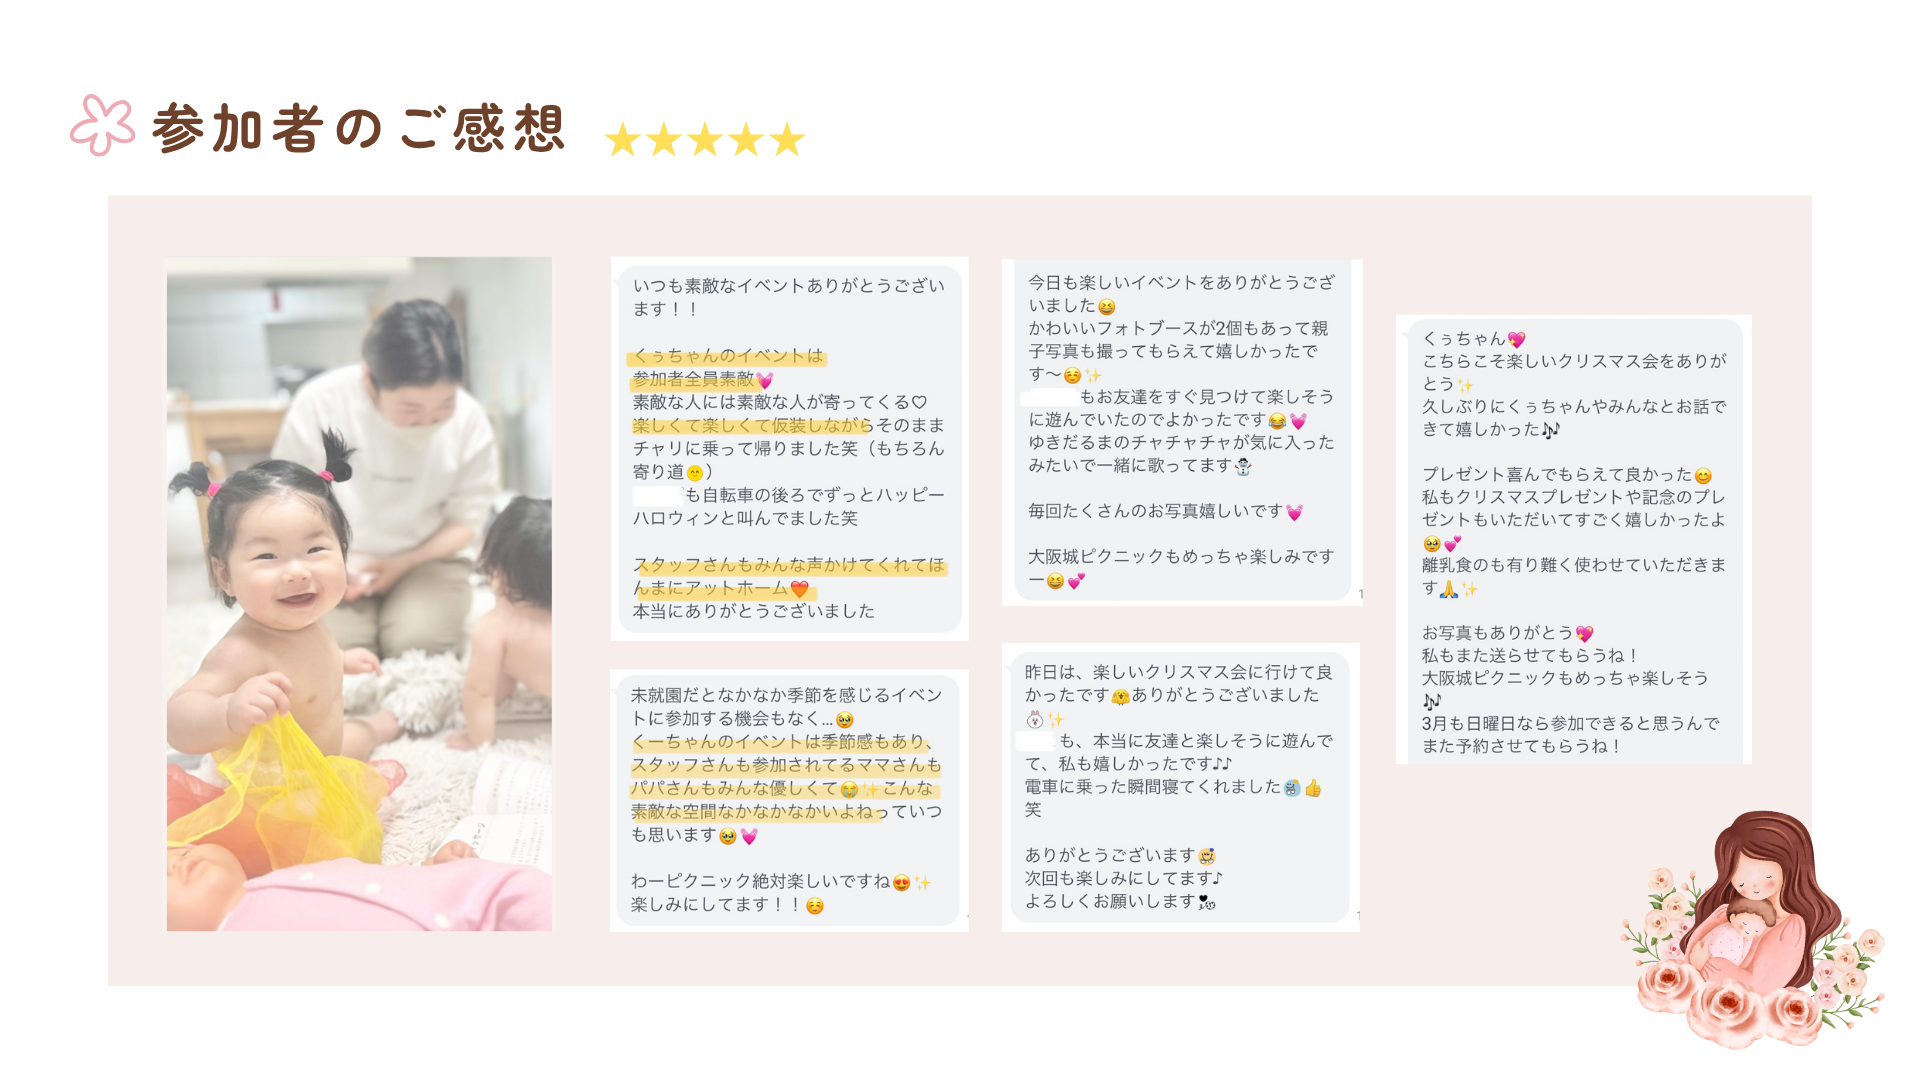 参加者のご感想
★★★★★
いつも素敵なイベントありがとうござい
ます！！
くぅちゃんのイベントは
参加者全員素敵💓
素敵な人には素敵な人が寄ってくる♡
楽しくて楽しくて仮装しながらそのまま
チャリに乗って帰りました笑（もちろん
寄り道😁）
も自転車の後ろでずっとハッピー
ハロウィンと叫んでました笑
スタッフさんもみんな声かけてくれてほ
んまにアットホーム❤️
本当にありがとうございました
未就園だとなかなか季節を感じるイベン
トに参加する機会もなく...🥹
くーちゃんのイベントは季節感もあり、
スタッフさんも参加されてるママさんも
パパさんもみんな優しくて😭✨こんな
素敵な空間なかなかなかいよねっていつ
も思います🥹💓
わーピクニック絶対楽しいですね😍✨
楽しみにしてます！！☺️
今日も楽しいイベントをありがとうござ
いました😆
かわいいフォトブースが2個もあって親
子写真も撮ってもらえて嬉しかったで
す〜☺️✨
もお友達をすぐ見つけて楽しそう
に遊んでいたのでよかったです😂💓
ゆきだるまのチャチャチャが気に入った
みたいで一緒に歌ってます⛄
毎回たくさんのお写真嬉しいです💓
大阪城ピクニックもめっちゃ楽しみです
ー😆💕
昨日は、楽しいクリスマス会に行けて良
かったです🤗ありがとうございました
🐰✨
も、本当に友達と楽しそうに遊んで
て、私も嬉しかったです♪♪
電車に乗った瞬間寝てくれました👍
笑
ありがとうございます
次回も楽しみにしてます♪
よろしくお願いします
くぅちゃん💖
こちらこそ楽しいクリスマス会をありが
とう✨
久しぶりにくぅちゃんやみんなとお話で
きて嬉しかった🎶
プレゼント喜んでもらえて良かった😊
私もクリスマスプレゼントや記念のプレ
ゼントもいただいてすごく嬉しかったよ
🥹💕
離乳食のも有り難く使わせていただきま
す🙏✨
お写真もありがとう💖
私もまた送らせてもらうね！
大阪城ピクニックもめっちゃ楽しそう
🎶
3月も日曜日なら参加できると思うんで
また予約させてもらうね！